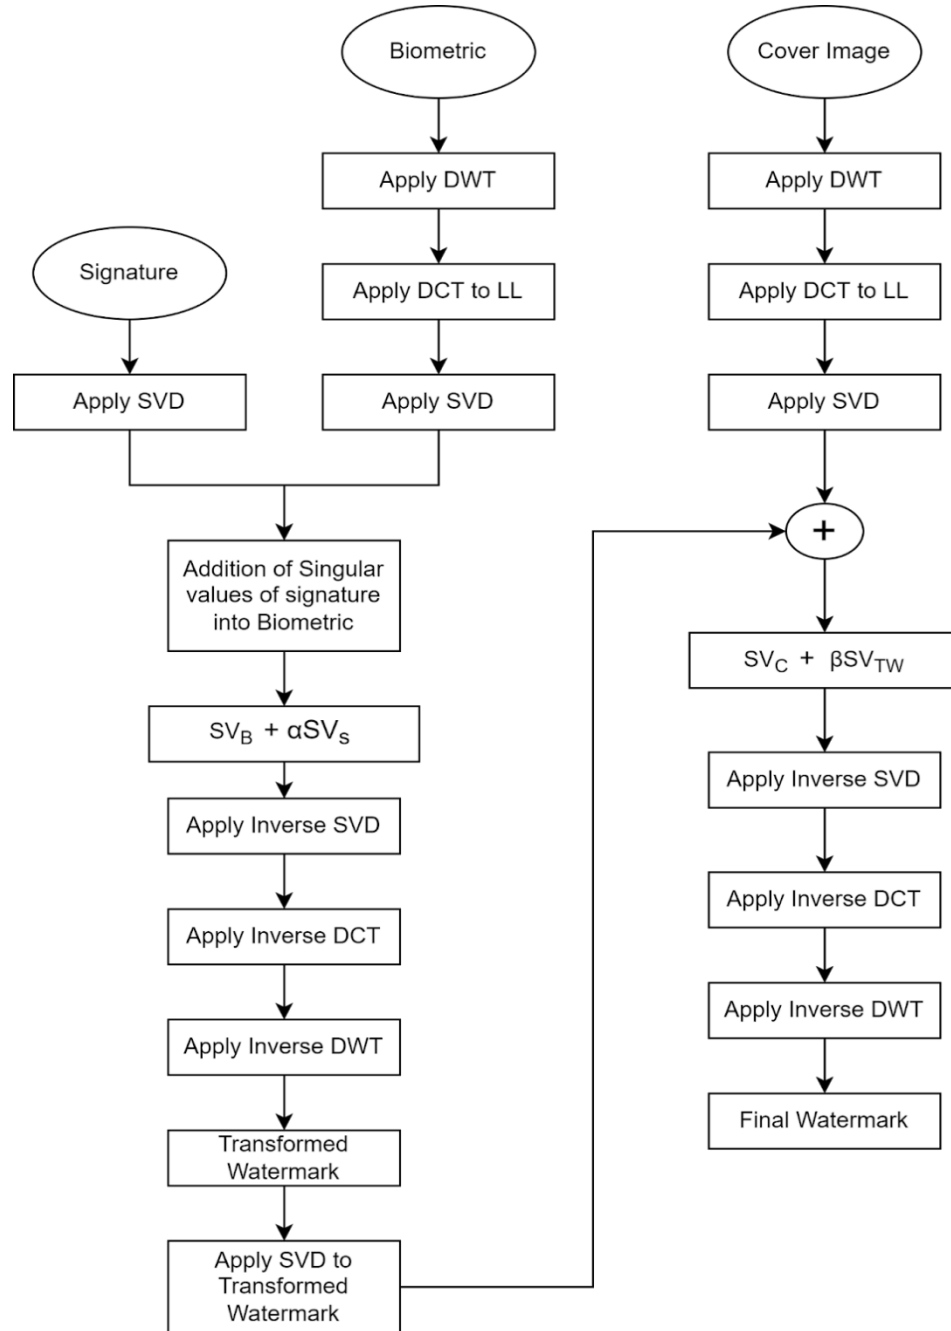 Biometric
Cover Image
Apply DWT
Apply DWT
Signature
Apply DCT to LL
Apply DCT to LL
Apply SVD
Apply SVD
Apply SVD
+
Addition of Singular
values of signature
into Biometric
SV_C + βSV_TW
SV_B + αSV_s
Apply Inverse SVD
Apply Inverse SVD
Apply Inverse DCT
Apply Inverse DCT
Apply Inverse DWT
Apply Inverse DWT
Final Watermark
Transformed
Watermark
Apply SVD to
Transformed
Watermark